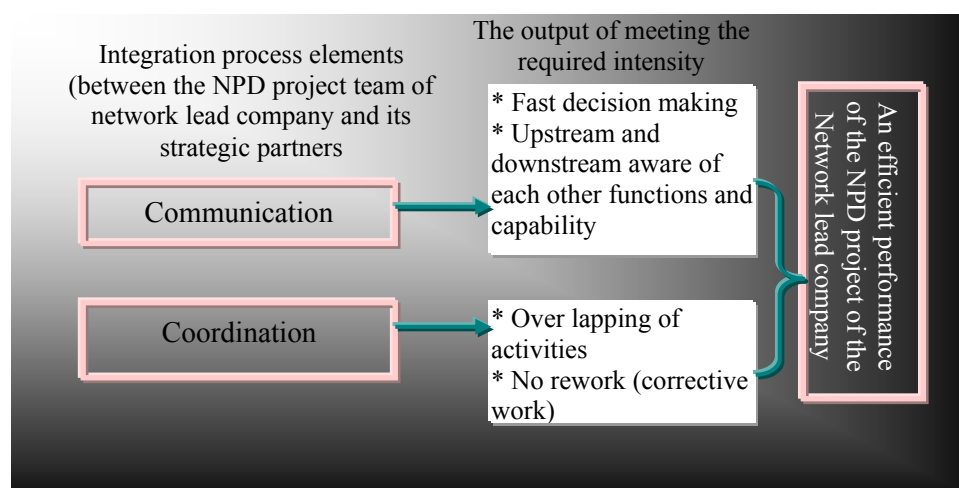 Integration process elements
(between the NPD project team of
network lead company and its
strategic partners
The output of meeting the
required intensity
Communication
* Fast decision making
* Upstream and
downstream aware of
each other functions and
capability
Coordination
* Over lapping of
activities
* No rework (corrective
work)
An efficient performance
of the NPD project of the
Network lead company